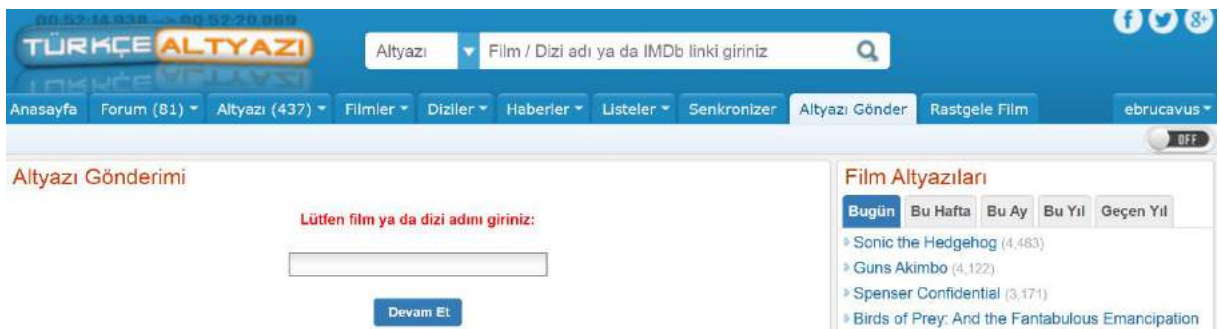 00:52:14.938 --> 00:52:20.069
TÜRKÇE ALTYAZI
Altyazı Film / Dizi adı ya da IMDb linki giriniz
Anasayfa Forum (81) Altyazı (437) Filmler Diziler Haberler Listeler Senkronizer Altyazı Gönder Rastgele Film ebrucavus
OFF
Altyazı Gönderimi
Lütfen film ya da dizi adını giriniz:
Devam Et
Film Altyazıları
Bugün Bu Hafta Bu Ay Bu Yıl Geçen Yıl
Sonic the Hedgehog (4,463)
Guns Akimbo (4,122)
Spenser Confidential (3,171)
Birds of Prey: And the Fantabulous Emancipation